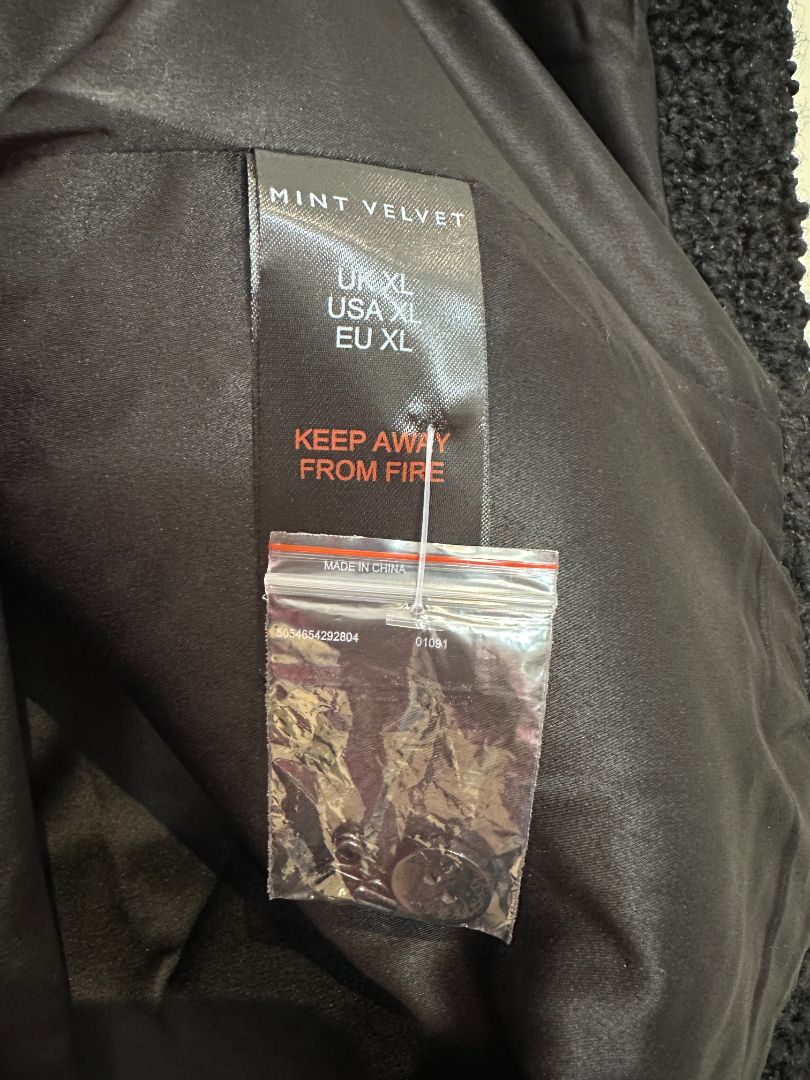 MINT VELVET
UK XL
USA XL
EU XL
KEEP AWAY
FROM FIRE
MADE IN CHINA
5054654292804 01091